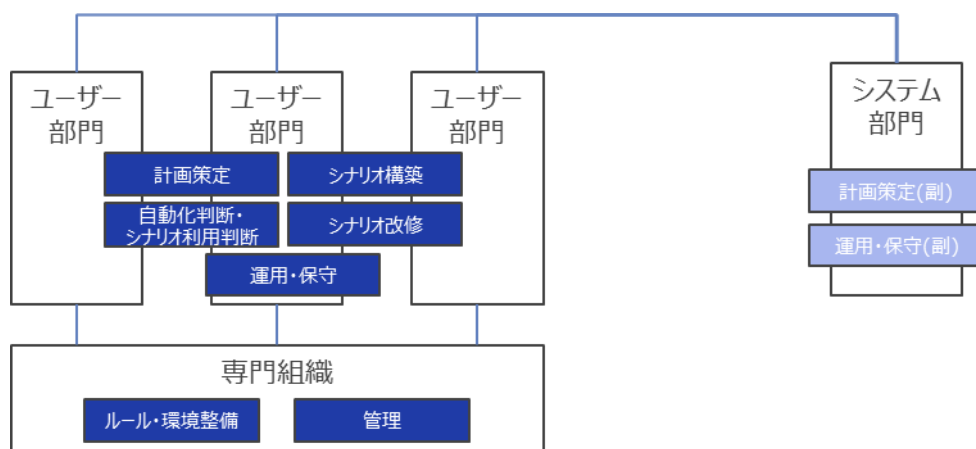 ユーザー
部門
ユーザー
部門
ユーザー
部門
システム
部門
計画策定
シナリオ構築
計画策定(副)
自動化判断・
シナリオ利用判断
シナリオ改修
運用・保守(副)
運用・保守
専門組織
ルール・環境整備
管理